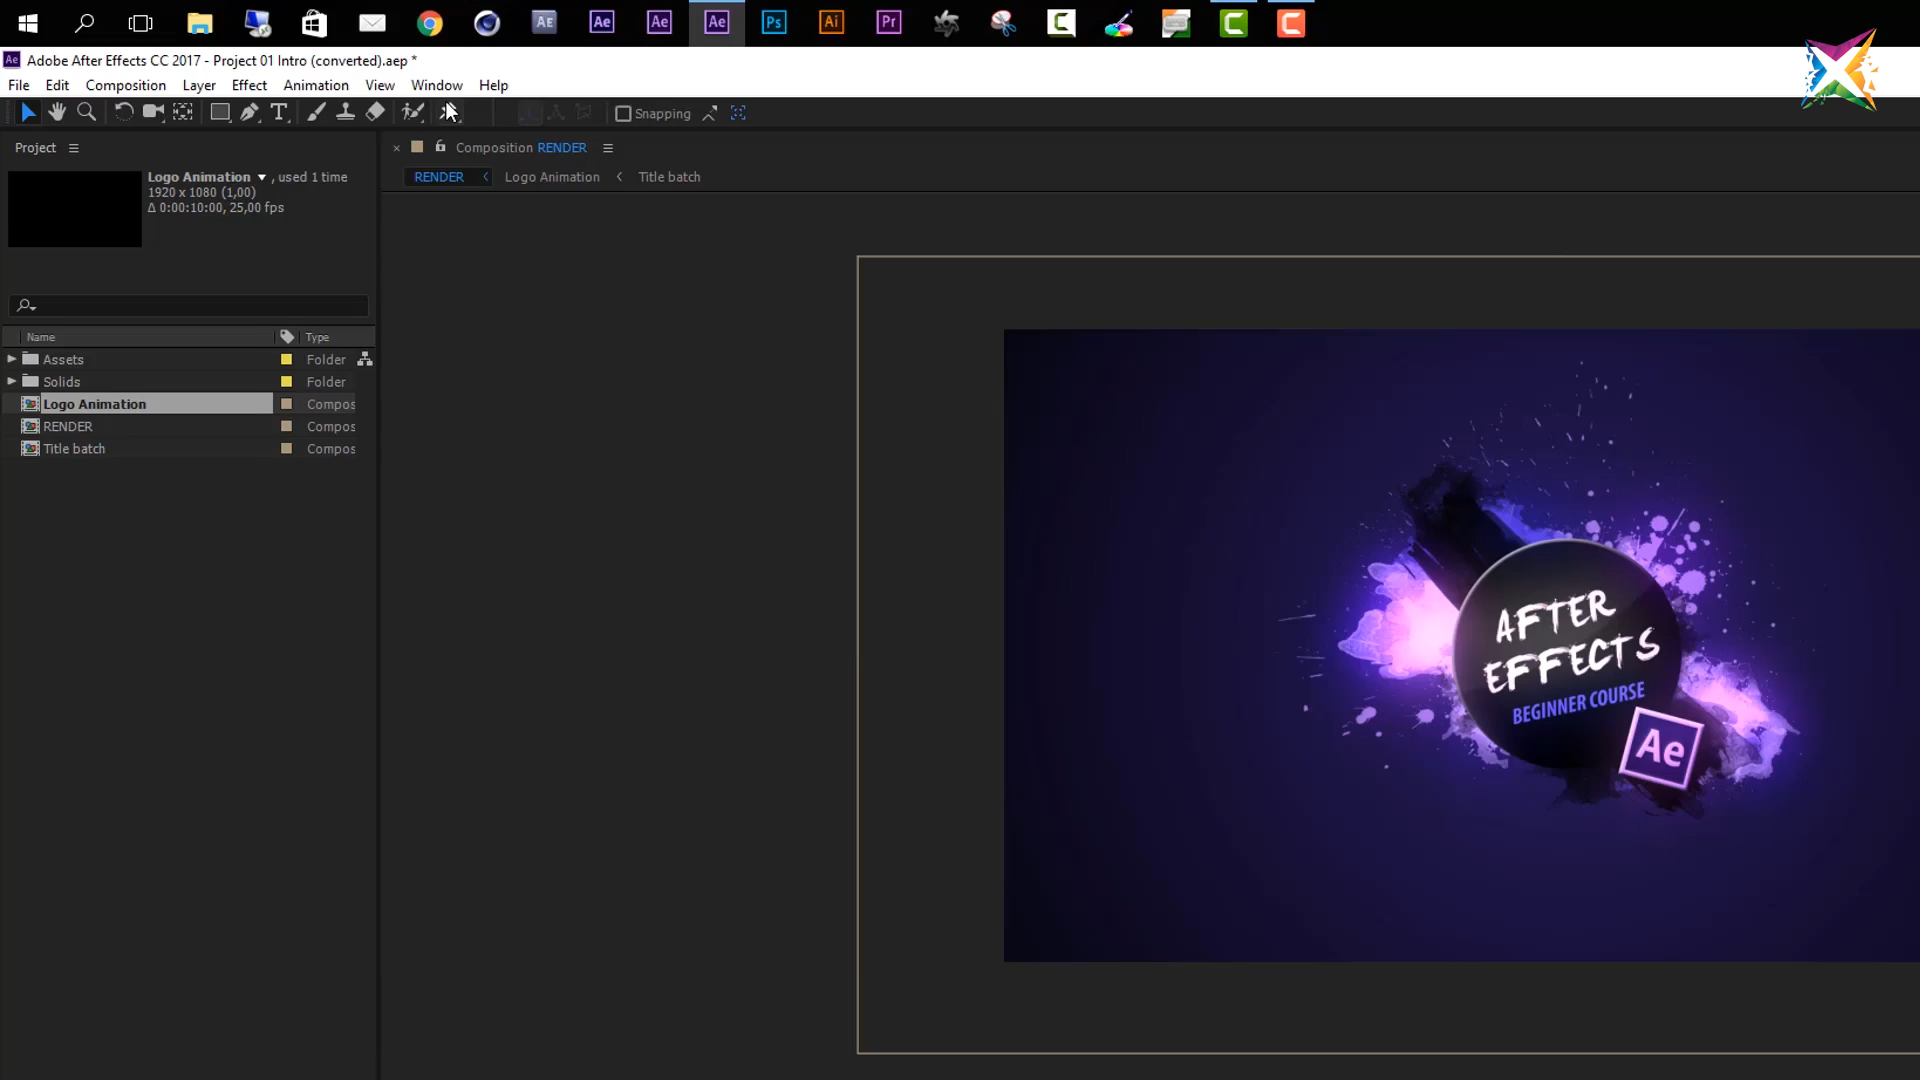 AE
Ae
Ae
Ae
Ps
Ai
Pr
Ae
Adobe After Effects CC 2017 - Project 01 Intro (converted).aep *
File Edit Composition Layer Effect Animation View Window Help
T
Snapping
Project
Composition RENDER
RENDER Logo Animation Title batch
Logo Animation , used 1 time
1920 x 1080 (1,00)
Δ 0:00:10:00, 25,00 fps
Name Type
Assets Folder
Solids Folder
Logo Animation Compos
RENDER Compos
Title batch Compos
AFTER
EFFECTS
BEGINNER COURSE
Ae